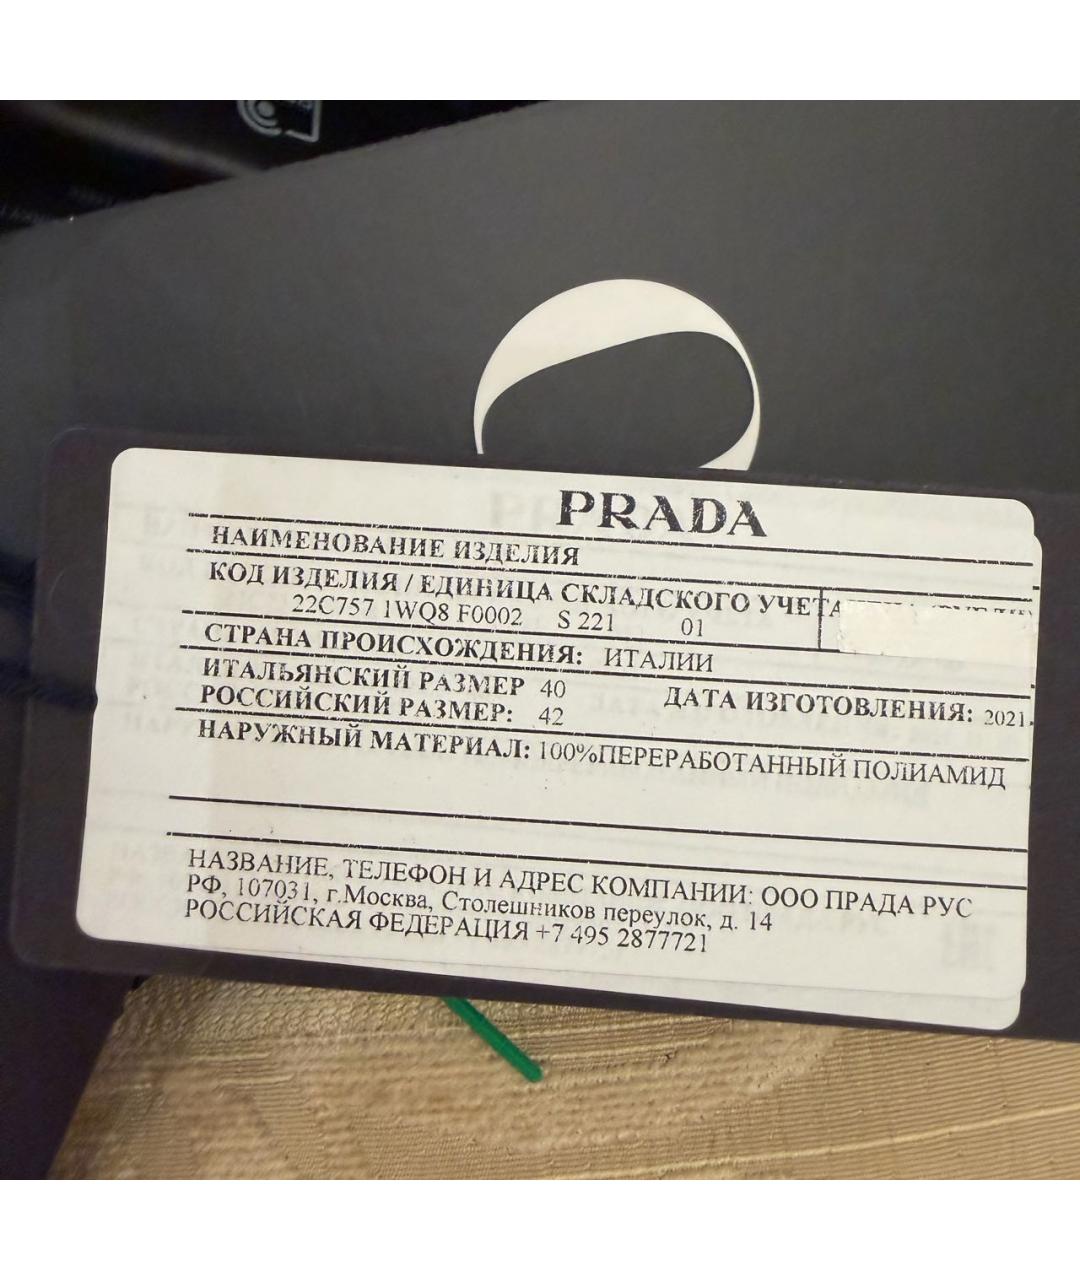 PRADA
НАИМЕНОВАНИЕ ИЗДЕЛИЯ
КОД ИЗДЕЛИЯ / ЕДИНИЦА СКЛАДСКОГО УЧЕТА
22C757 1WQ8 F0002 S 221 01
СТРАНА ПРОИСХОЖДЕНИЯ: ИТАЛИИ
ИТАЛЬЯНСКИЙ РАЗМЕР 40 ДАТА ИЗГОТОВЛЕНИЯ: 2021.
РОССИЙСКИЙ РАЗМЕР: 42
НАРУЖНЫЙ МАТЕРИАЛ: 100%ПЕРЕРАБОТАННЫЙ ПОЛИАМИД
НАЗВАНИЕ, ТЕЛЕФОН И АДРЕС КОМПАНИИ: ООО ПРАДА РУС
РФ, 107031, г.Москва, Столешников переулок, д. 14
РОССИЙСКАЯ ФЕДЕРАЦИЯ +7 495 2877721